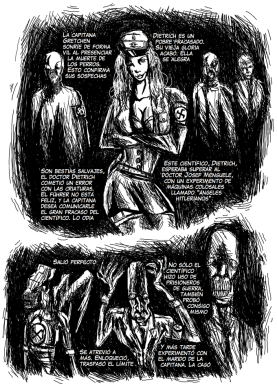 LA CAPITANA
GRETCHEN
SONRÍE DE FORMA
VIL AL PRESENCIAR
LA MUERTE DE
LOS PERROS.
ESTO CONFIRMA
SUS SOSPECHAS
DIETRICH ES UN
POBRE FRACASADO.
SU VIEJA GLORIA
ACABÓ. ELLA
SE ALEGRA
SON BESTIAS SALVAJES,
EL DOCTOR DIETRICH
COMETIÓ UN ERROR
CON LAS CRIATURAS.
EL FÜHRER NO ESTÁ
FELIZ, Y LA CAPITANA
DEBEA COMUNICARLE
EL GRAN FRACASO DEL
CIENTÍFICO. LO ODIA
ESTE CIENTÍFICO, DIETRICH,
ESPERABA SUPERAR AL
DOCTOR JOSEF MENGUELE,
CON UN EXPERIMENTO DE
MÁQUINAS COLOSALES
LLAMADO "ÁNGELES
HITLERIANOS"
SALIÓ PERFECTO
NO SÓLO EL
CIENTÍFICO
HIZO USO DE
PRISIONEROS
DE GUERRA,
TAMBIÉN
PROBÓ
CONSIGO
MISMO
SE ATREVIÓ A
MÁS. ENLOQUECIÓ,
TRASPASÓ EL LÍMITE
Y MÁS TARDE
EXPERIMENTÓ CON
EL MARIDO DE LA
CAPITANA. LA CAGÓ